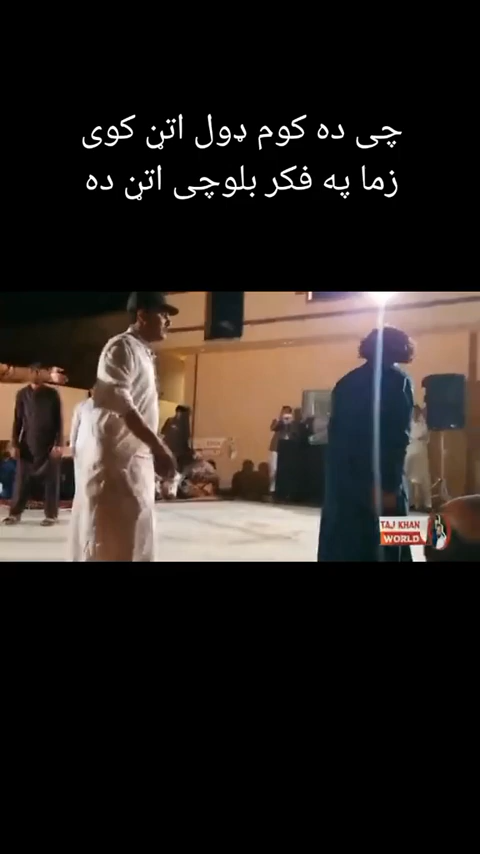 چی ده کوم ډول اتڼ کوی
زما په فکر بلوچی اتڼ ده
TAJ KHAN
WORLD